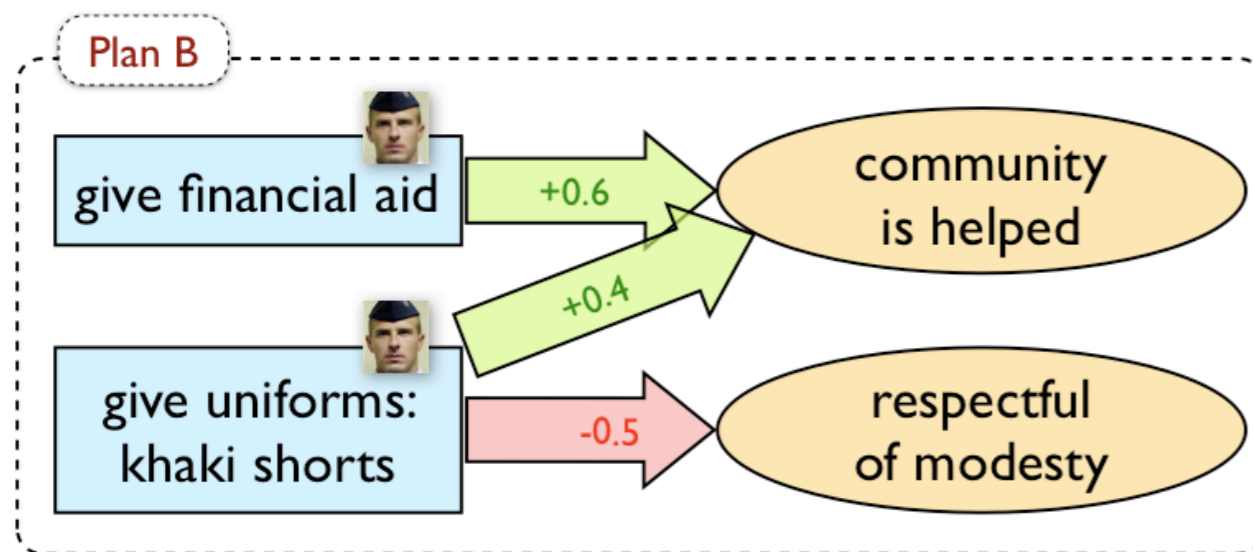 Plan B
give financial aid
+0.6
community
is helped
+0.4
give uniforms:
khaki shorts
-0.5
respectful
of modesty